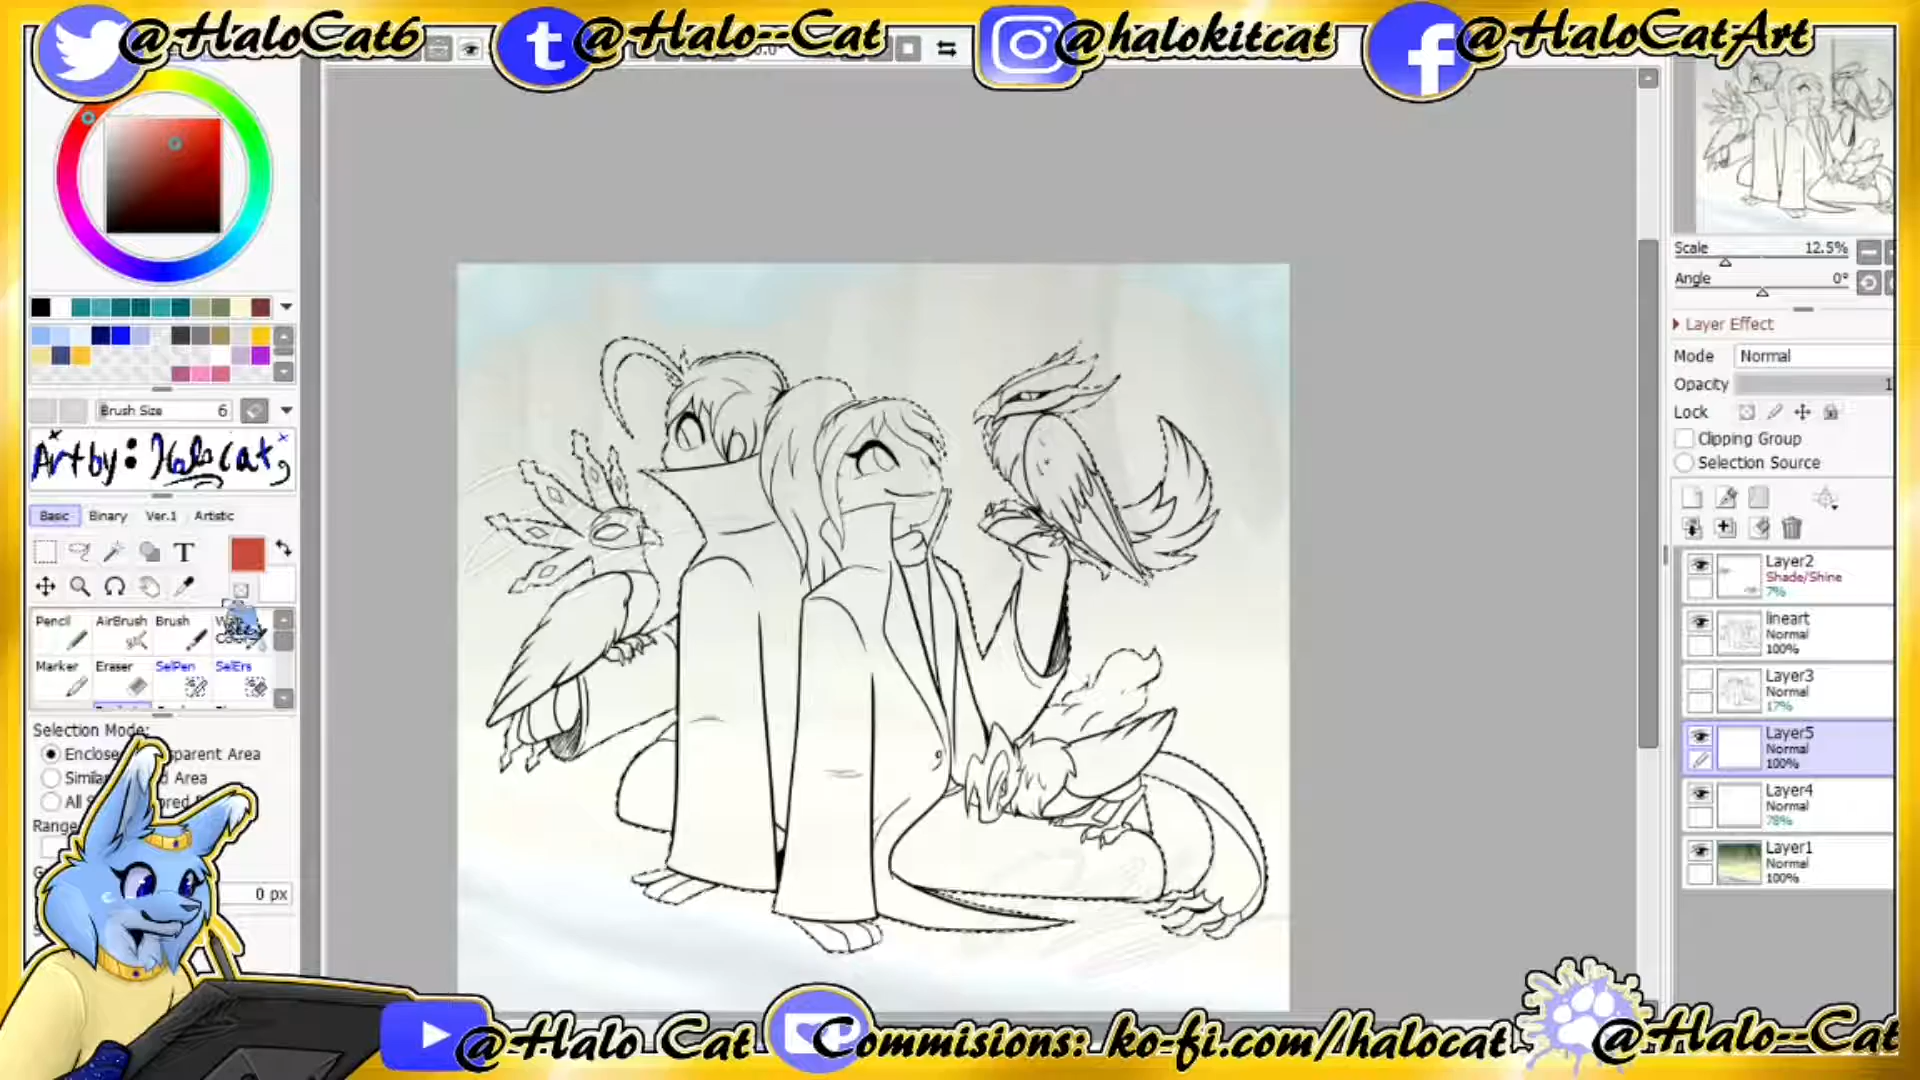 @HaloCat6
@Halo--Cat
@halokitcat
@HaloCatArt
Scale 12.5%
Angle 0°
Layer Effect
Mode Normal
Opacity 1
Lock
Clipping Group
Selection Source
Brush Size 6
Art by: Halocat
Basic Binary Ver.1 Artistic
T
Pencil AirBrush Brush
Marker Eraser SelPen SelErs
Selection Mode:
Range
0 px
Layer2
Shade/Shine
7%
lineart
Normal
100%
Layer3
Normal
17%
Layer5
Normal
100%
Layer4
Normal
78%
Layer1
Normal
100%
@Halo Cat
Commisions: ko-fi.com/halocat
@Halo--Cat